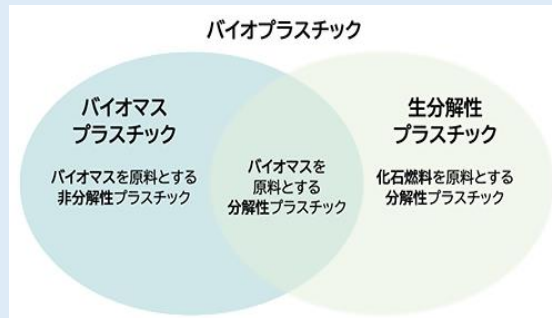 バイオプラスチック
バイオマス
プラスチック
バイオマスを原料とする
非分解性プラスチック
バイオマスを
原料とする
分解性プラスチック
生分解性
プラスチック
化石燃料を原料とする
分解性プラスチック